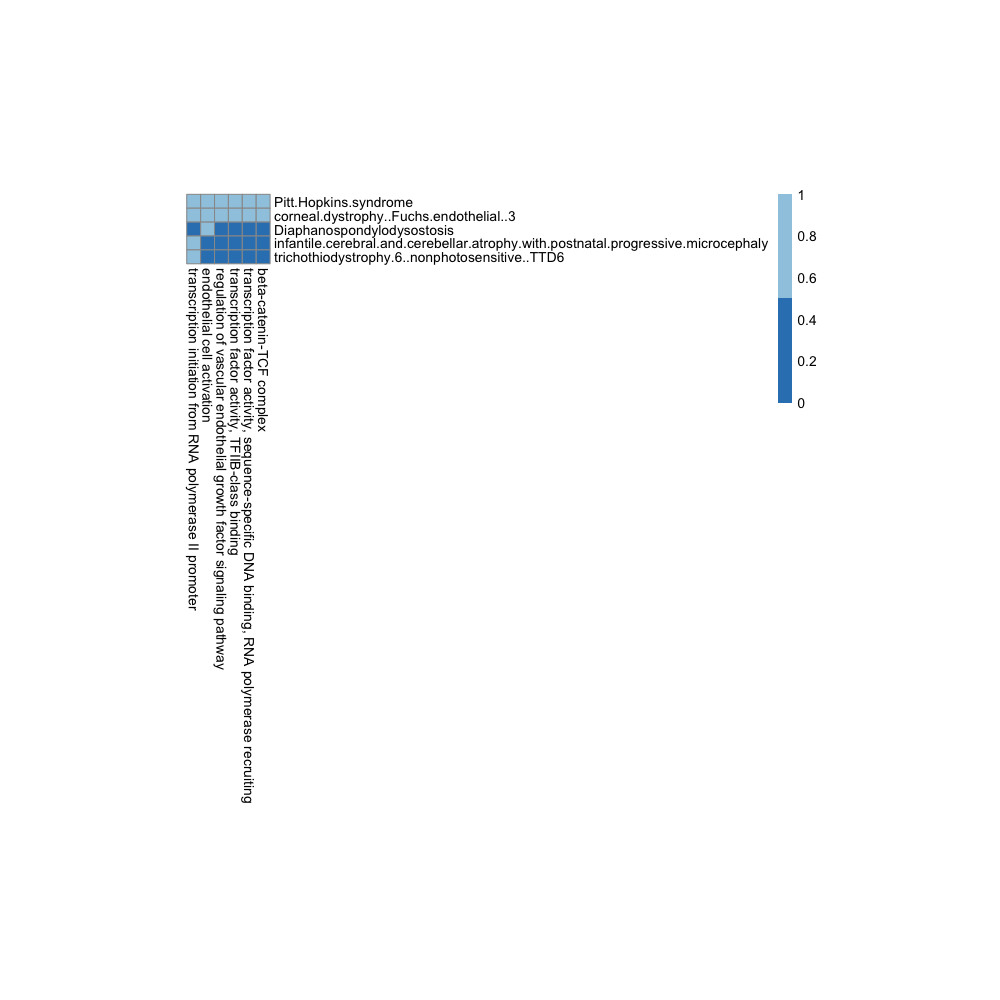 Pitt.Hopkins.syndrome
corneal.dystrophy..Fuchs.endothelial..3
Diaphanospondylodysostosis
infantile.cerebral.and.cerebellar.atrophy.with.postnatal.progressive.microcephaly
trichothiodystrophy.6..nonphotosensitive..TTD6
transcription initiation from RNA polymerase II promoter
endothelial cell activation
regulation of vascular endothelial growth factor signaling pathway
transcription factor activity, TFIIB-class binding
transcription factor activity, sequence-specific DNA binding, RNA polymerase recruiting
beta-catenin-TCF complex
1
0.8
0.6
0.4
0.2
0